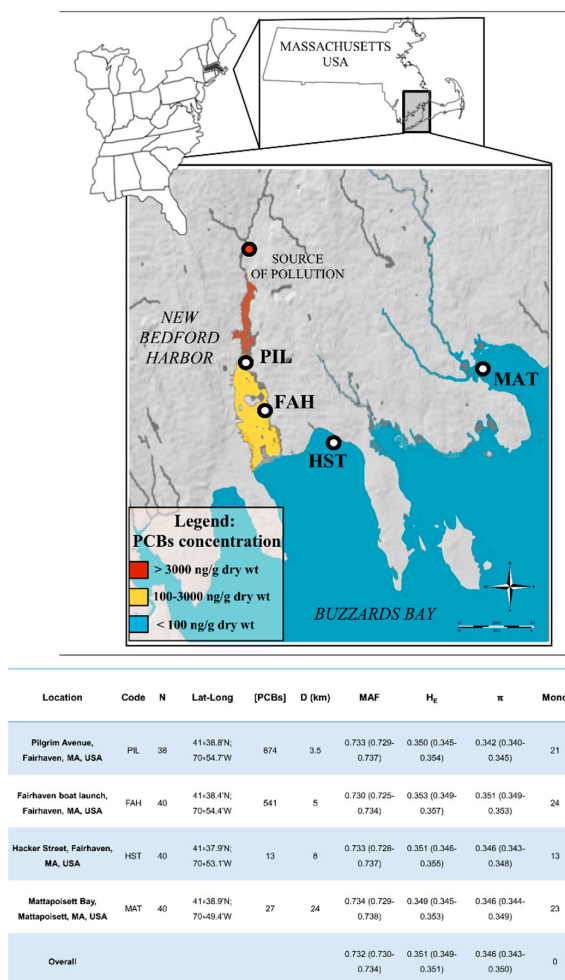 MASSACHUSETTS
USA
SOURCE
OF POLLUTION
NEW
BEDFORD
HARBOR
PIL
MAT
FAH
HST
Legend:
PCBs concentration
> 3000 ng/g dry wt
100-3000 ng/g dry wt
< 100 ng/g dry wt
BUZZARDS BAY
Location Code N Lat-Long [PCBs] D (km) MAF HE π Mono
Pilgrim Avenue, Fairhaven, MA, USA PIL 38 41∘38.8'N; 70∘54.7'W 874 3.5 0.733 (0.729-0.737) 0.350 (0.345-0.354) 0.342 (0.340-0.345) 21
Fairhaven boat launch, Fairhaven, MA, USA FAH 40 41∘38.4'N; 70∘54.4'W 541 5 0.730 (0.725-0.734) 0.353 (0.349-0.357) 0.351 (0.349-0.353) 24
Hacker Street, Fairhaven, MA, USA HST 40 41∘37.9'N; 70∘53.1'W 13 8 0.733 (0.728-0.737) 0.351 (0.346-0.355) 0.346 (0.343-0.348) 13
Mattapoisett Bay, Mattapoisett, MA, USA MAT 40 41∘38.9'N; 70∘49.4'W 27 24 0.734 (0.729-0.738) 0.349 (0.345-0.353) 0.346 (0.344-0.349) 23
Overall 0.732 (0.730-0.734) 0.351 (0.349-0.351) 0.346 (0.343-0.350) 0